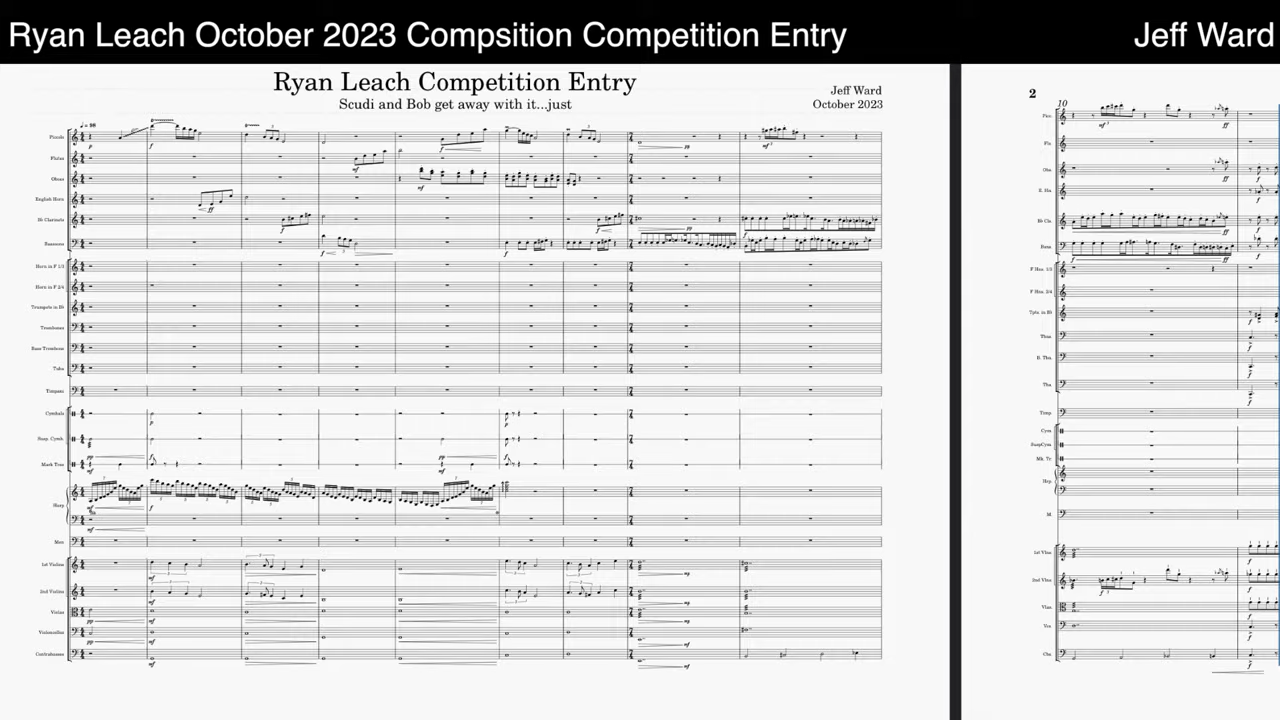 Ryan Leach October 2023 Compsition Competition Entry
Jeff Ward
Ryan Leach Competition Entry
Scudi and Bob get away with it...just
Jeff Ward
October 2023
♩ = 98
Piccolo
Flutes
Oboes
English Horn
B♭ Clarinets
Bassoons
Horn in F 1/3
Horn in F 2/4
Trumpets in B♭
Trombones
Bass Trombone
Tuba
Timpani
Cymbals
Susp. Cymb.
Mark Tree
Harp
Men
1st Violins
2nd Violins
Violas
Violoncellos
Contrabasses
2
10
Picc.
Fls.
Obs.
E. Hn.
B♭ Cls.
Bsns.
F Hns. 1/3
F Hns. 2/4
Tpts. in B♭
Tbns.
B. Tbn.
Tba.
Timp.
Cym.
SuspCym
Mk. Tr.
Hrp.
M.
1st Vlns.
2nd Vlns.
Vlas.
Vcs.
Cbs.